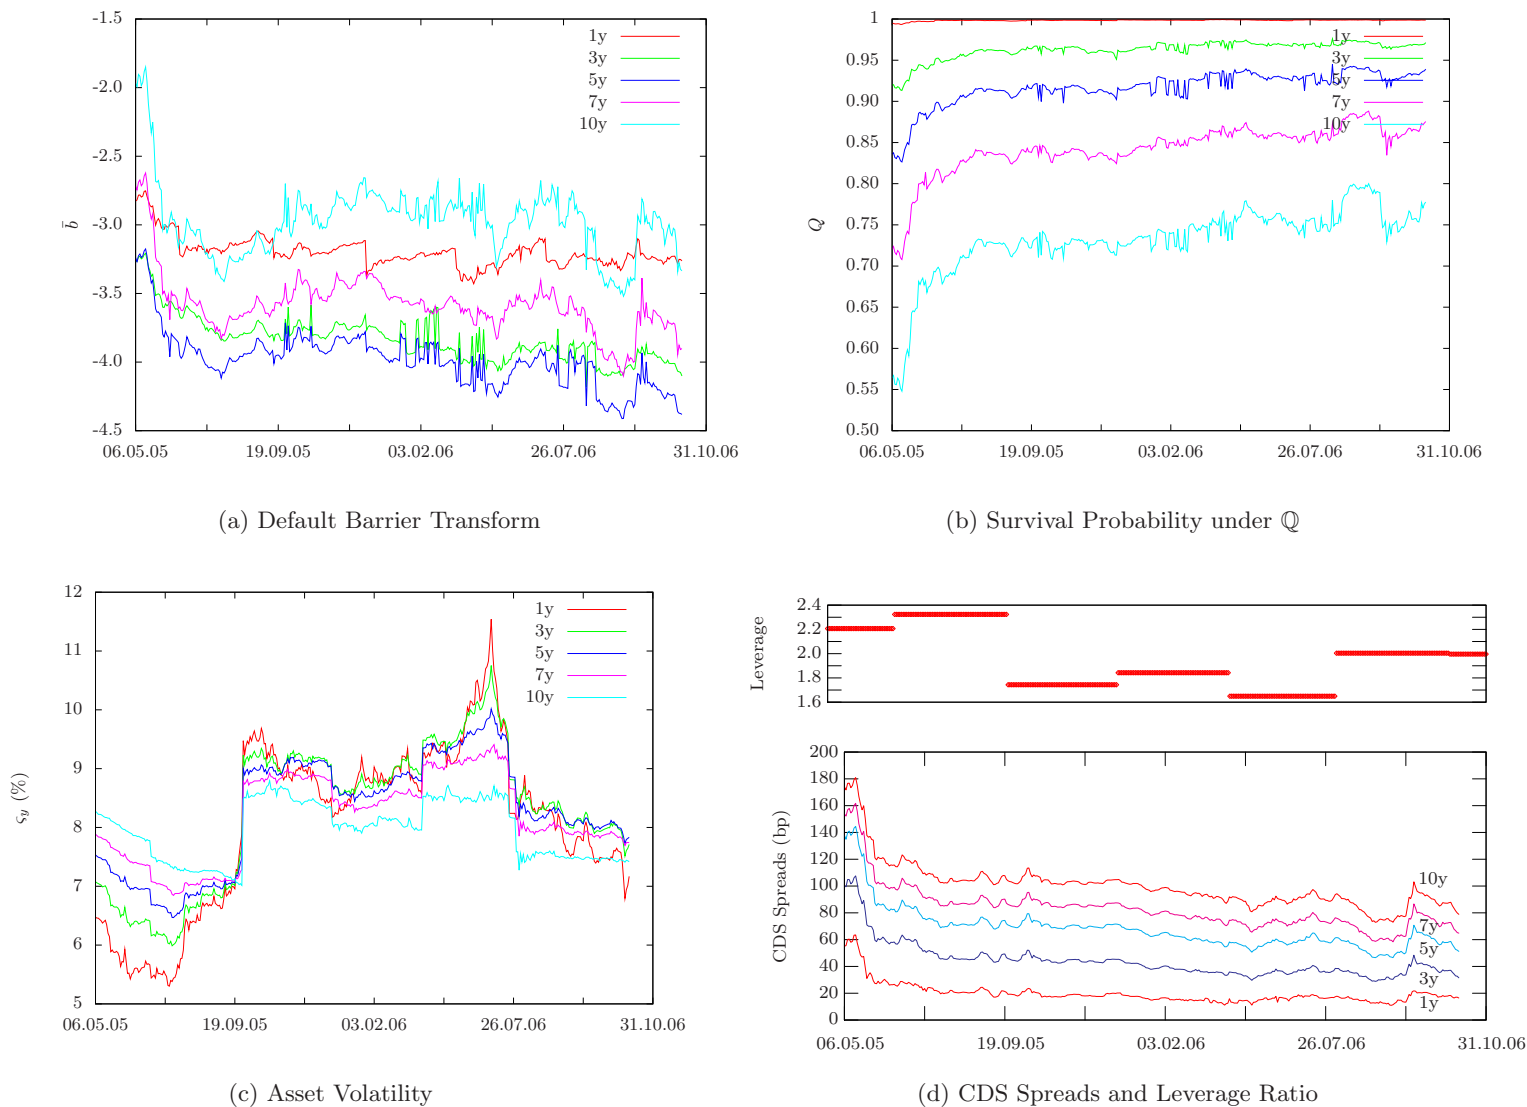 -1.5
-2.0
-2.5
-3.0
-3.5
-4.0
-4.5
b̄
1y
3y
5y
7y
10y
06.05.05 19.09.05 03.02.06 26.07.06 31.10.06
(a) Default Barrier Transform
1
0.95
0.90
0.85
0.80
0.75
0.70
0.65
0.60
0.55
0.50
Q
1y
3y
5y
7y
10y
06.05.05 19.09.05 03.02.06 26.07.06 31.10.06
(b) Survival Probability under ℚ
12
11
10
9
8
7
6
5
ς_y (%)
1y
3y
5y
7y
10y
06.05.05 19.09.05 03.02.06 26.07.06 31.10.06
(c) Asset Volatility
2.4
2.2
2.0
1.8
1.6
Leverage
200
180
160
140
120
100
80
60
40
20
0
CDS Spreads (bp)
10y
7y
5y
3y
1y
06.05.05 19.09.05 03.02.06 26.07.06 31.10.06
(d) CDS Spreads and Leverage Ratio